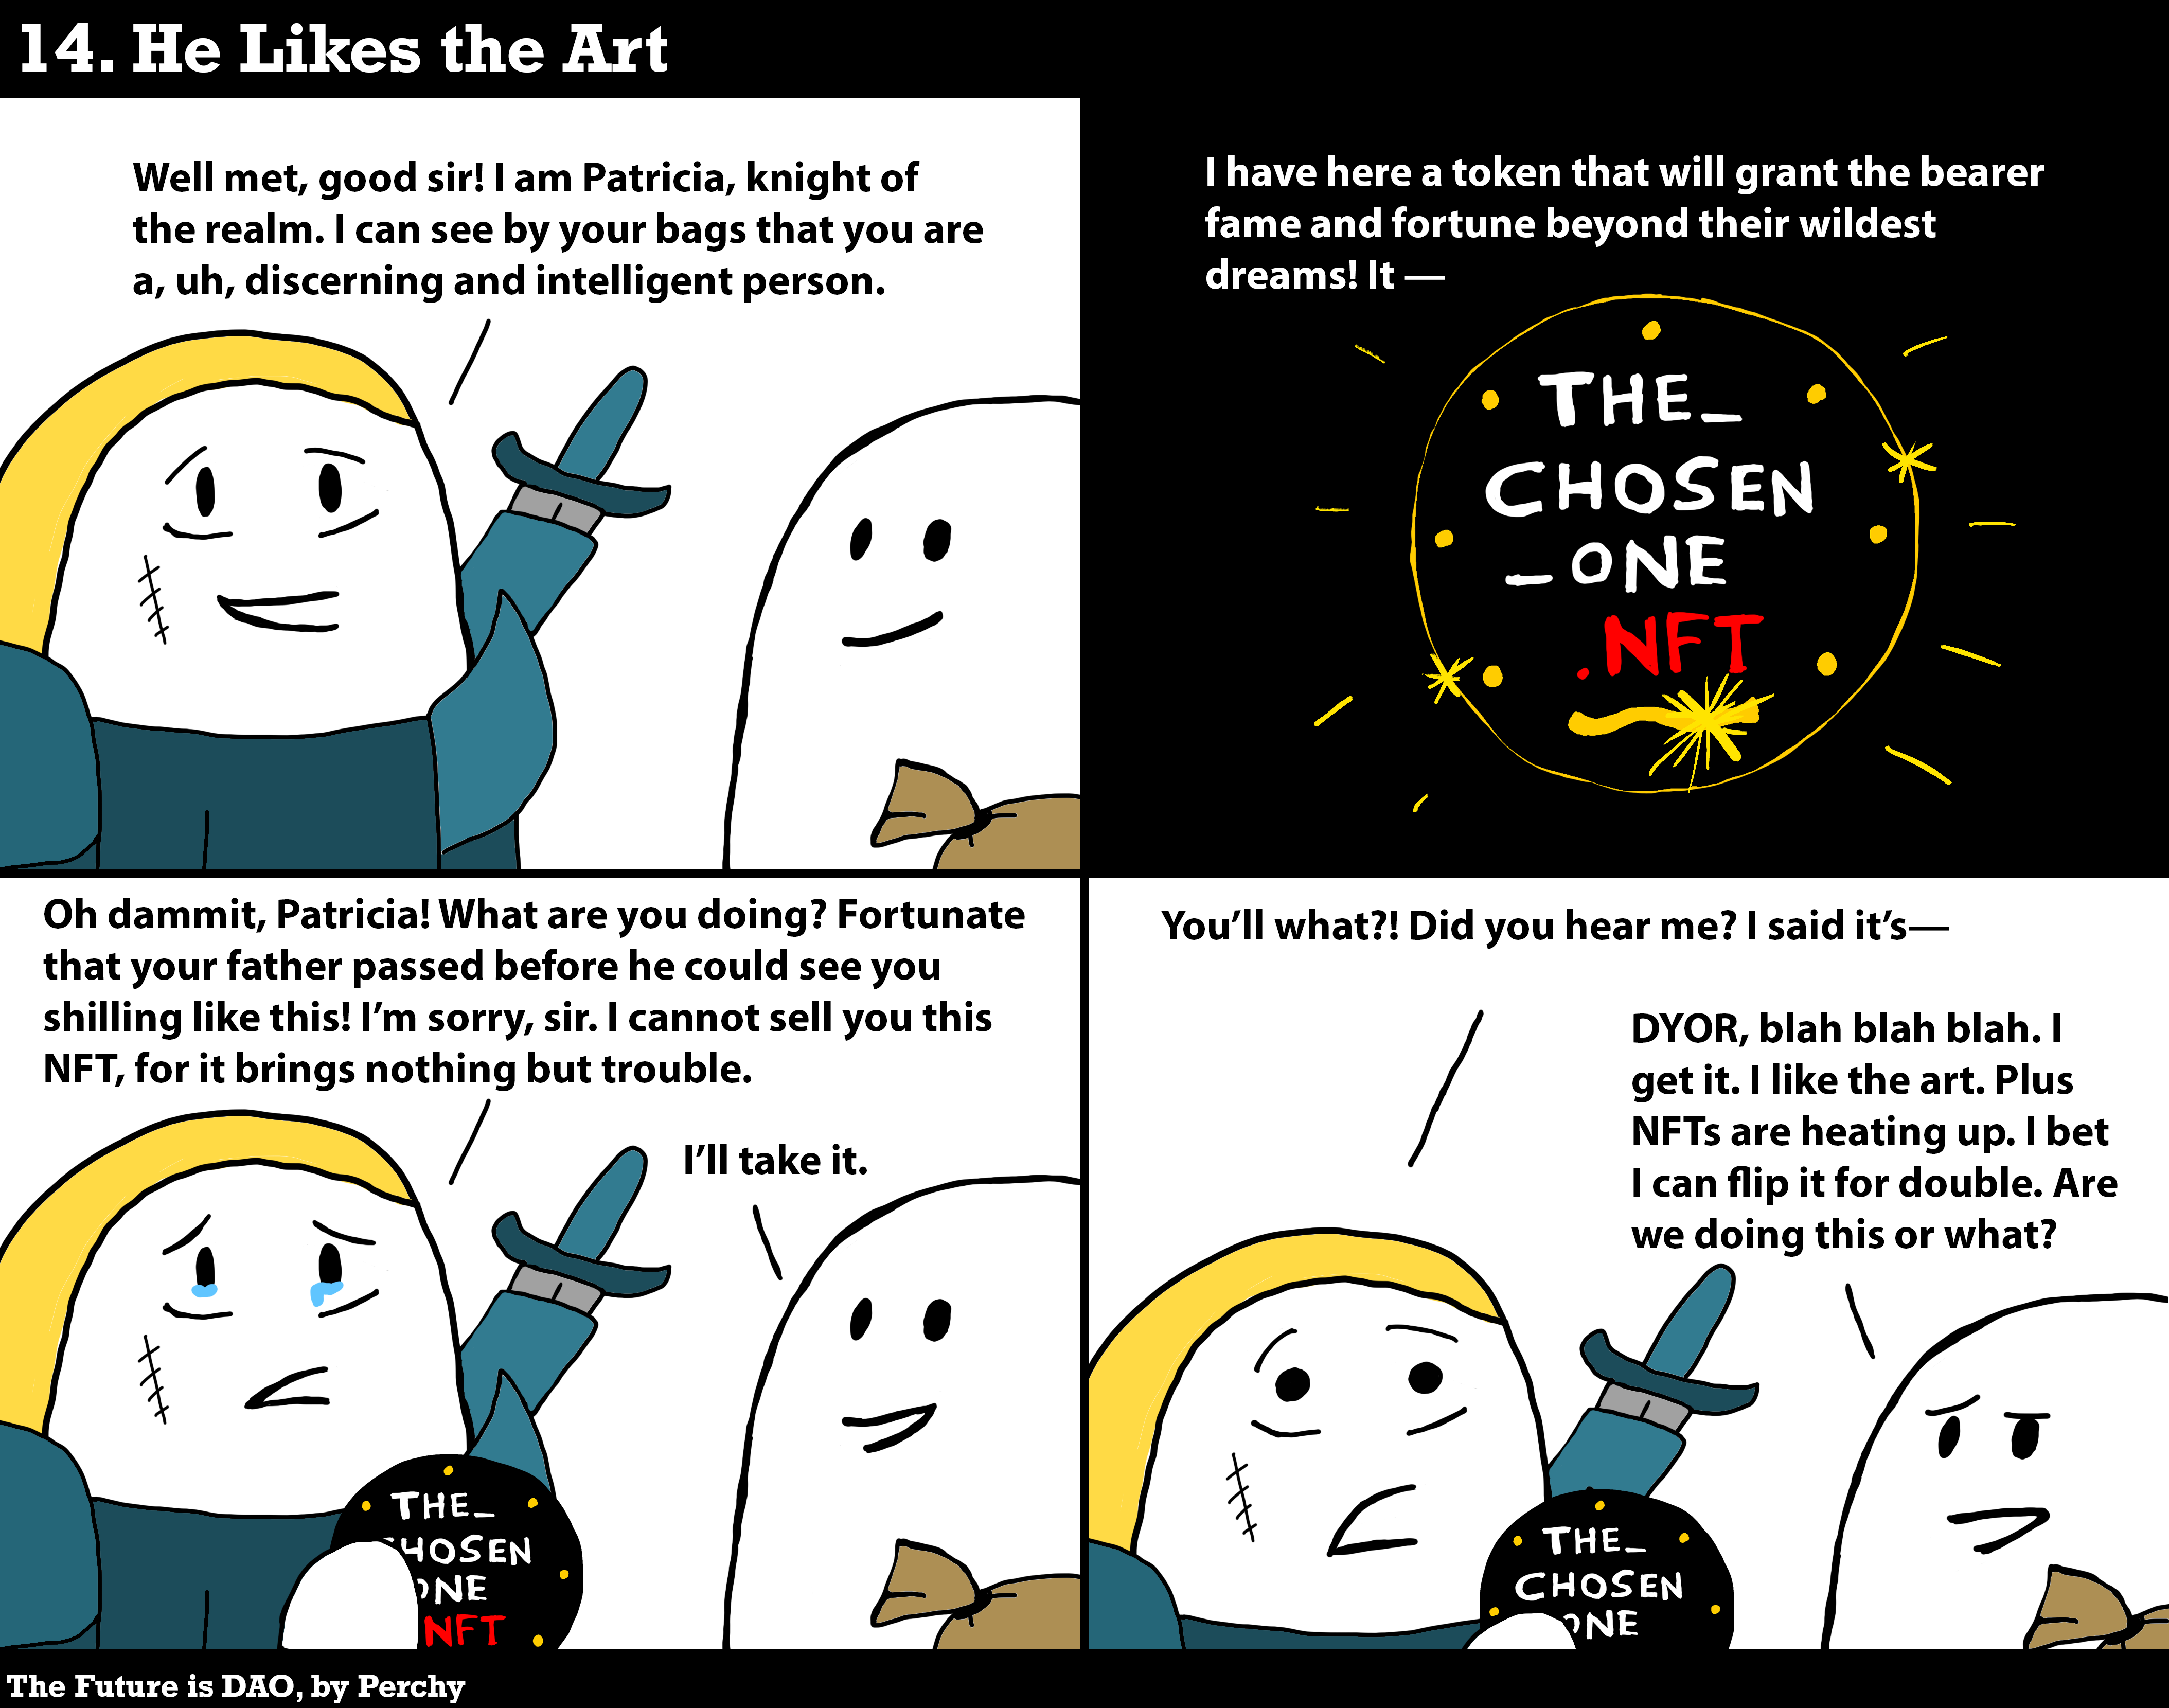 14. He Likes the Art
Well met, good sir! I am Patricia, knight of
the realm. I can see by your bags that you are
a, uh, discerning and intelligent person.
I have here a token that will grant the bearer
fame and fortune beyond their wildest
dreams! It —
THE_
CHOSEN
_ONE
.NFT
Oh dammit, Patricia! What are you doing? Fortunate
that your father passed before he could see you
shilling like this! I'm sorry, sir. I cannot sell you this
NFT, for it brings nothing but trouble.
I'll take it.
THE_
CHOSEN
ONE
NFT
You'll what?! Did you hear me? I said it's—
DYOR, blah blah blah. I
get it. I like the art. Plus
NFTs are heating up. I bet
I can flip it for double. Are
we doing this or what?
THE_
CHOSEN
ONE
The Future is DAO, by Perchy